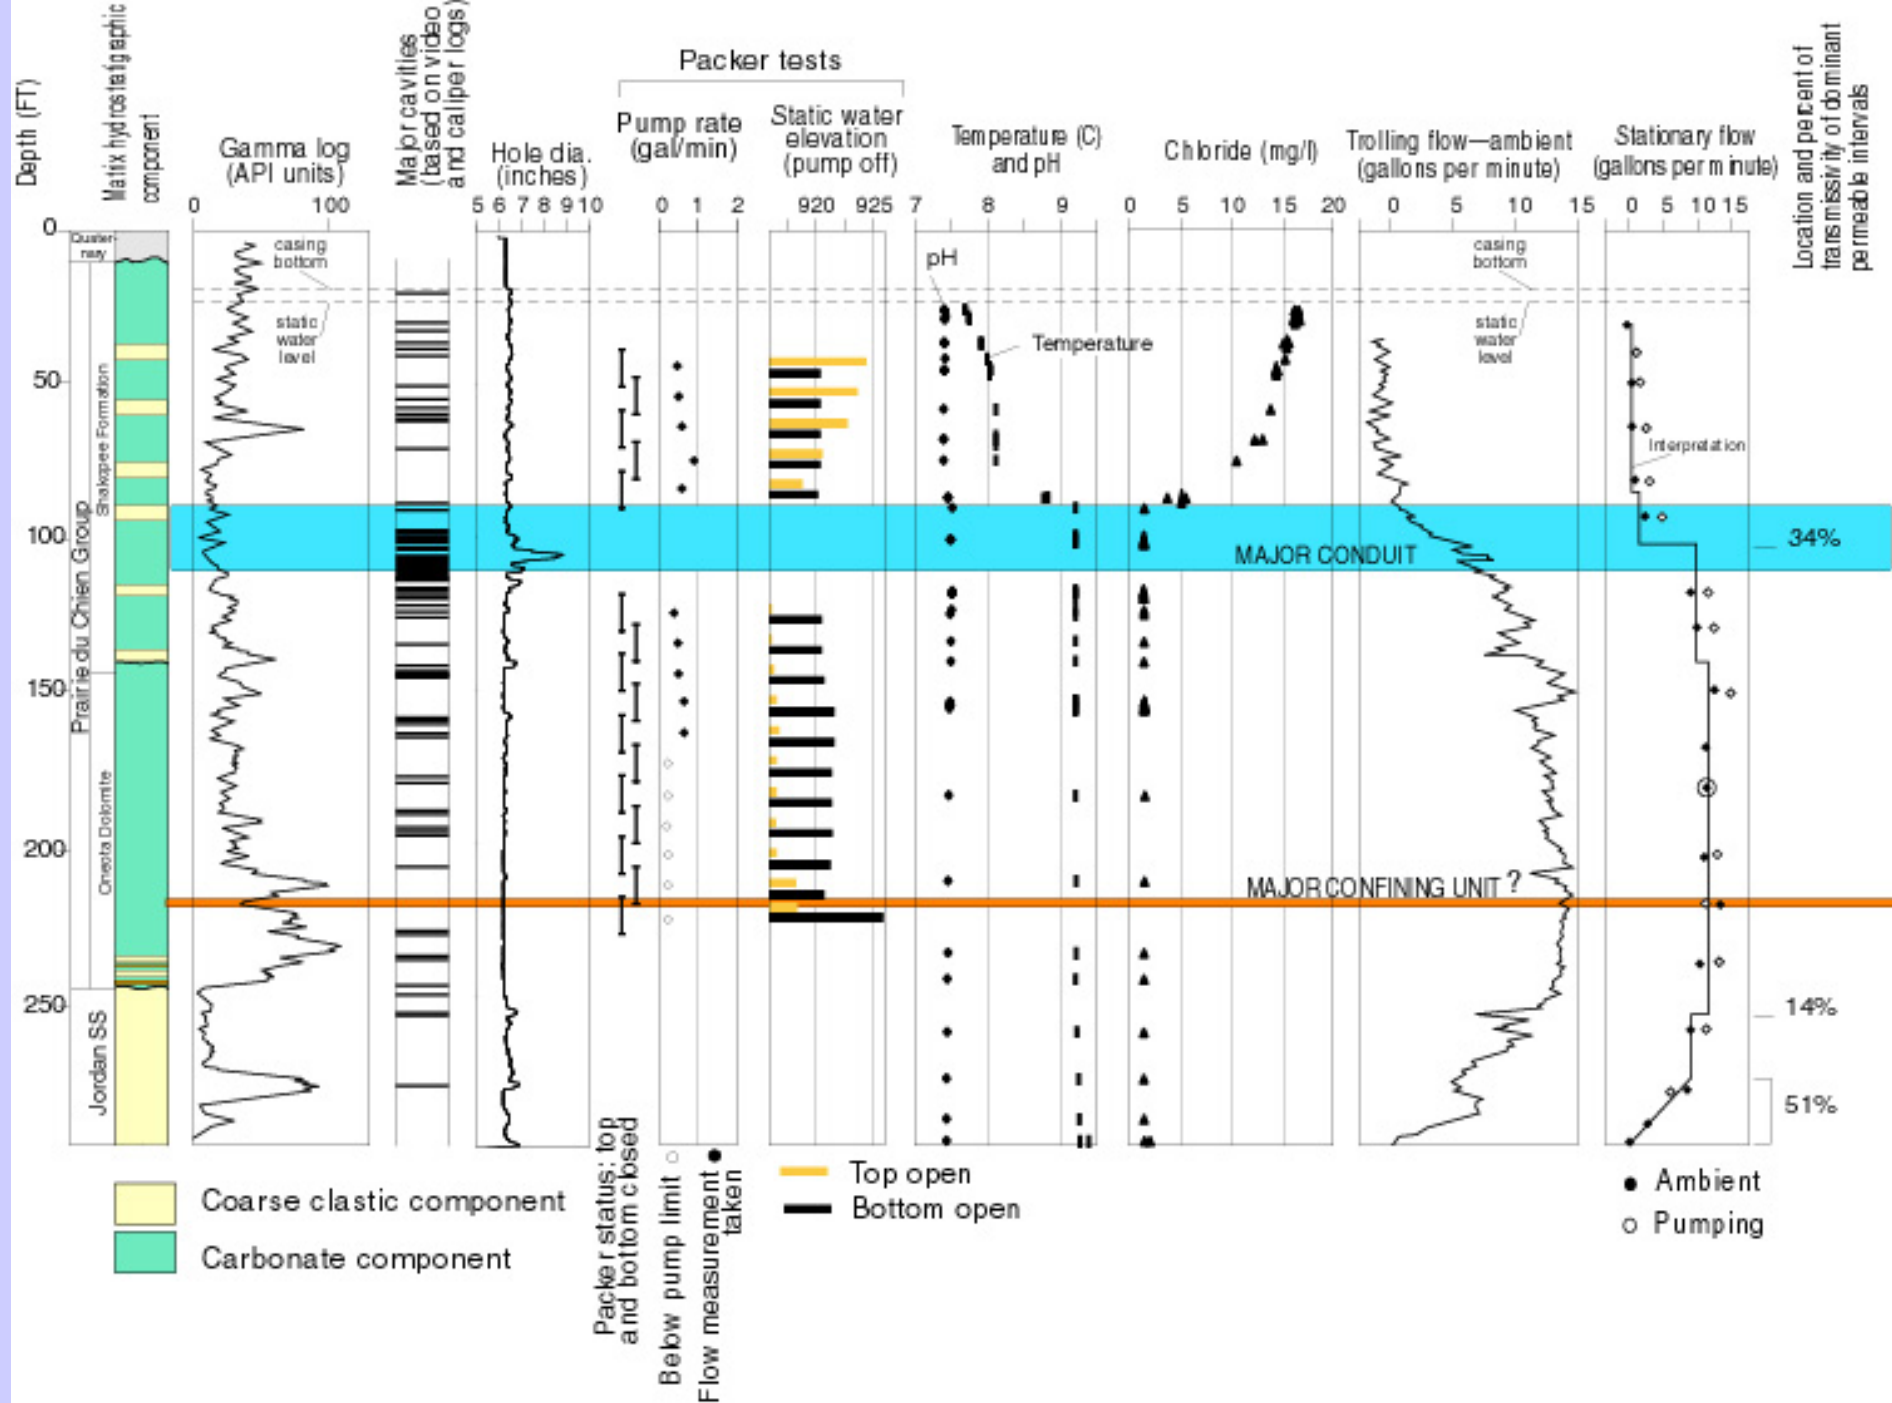 Depth (FT)
Matrix hydrostratigraphic
component
Gamma log
(API units)
Major cavities
(based on video
and caliper logs)
Hole dia.
(inches)
Packer tests
Pump rate
(gal/min)
Static water
elevation
(pump off)
Temperature (C)
and pH
Chloride (mg/l)
Trolling flow—ambient
(gallons per minute)
Stationary flow
(gallons per minute)
Location and percent of
transmissivity of dominant
permeable intervals
0 100
5 6 7 8 9 10
0 1 2
920 925
7 8 9
0 5 10 15 20
0 5 10 15
0 5 10 15
0
50
100
150
200
250
Quater-
nary
Shakopee Formation
Prairie du Chien Group
Oneota Dolomite
Jordan SS
casing
bottom
static
water
level
pH
Temperature
casing
bottom
static
water
level
Interpretation
MAJOR CONDUIT
34%
MAJOR CONFINING UNIT ?
14%
51%
Packer status: top
and bottom closed
Below pump limit
Flow measurement
taken
Top open
Bottom open
Ambient
Pumping
Coarse clastic component
Carbonate component